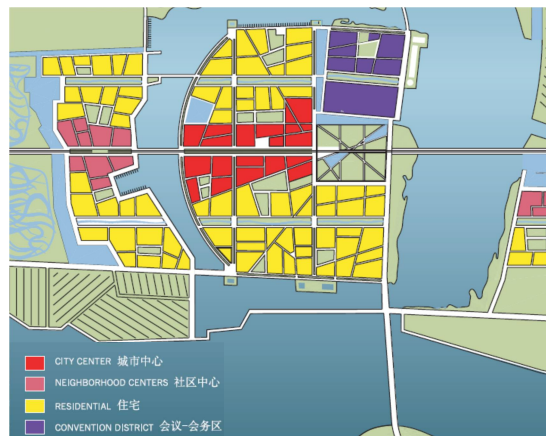 CITY CENTER 城市中心
NEIGHBORHOOD CENTERS 社区中心
RESIDENTIAL 住宅
CONVENTION DISTRICT 会议-会务区